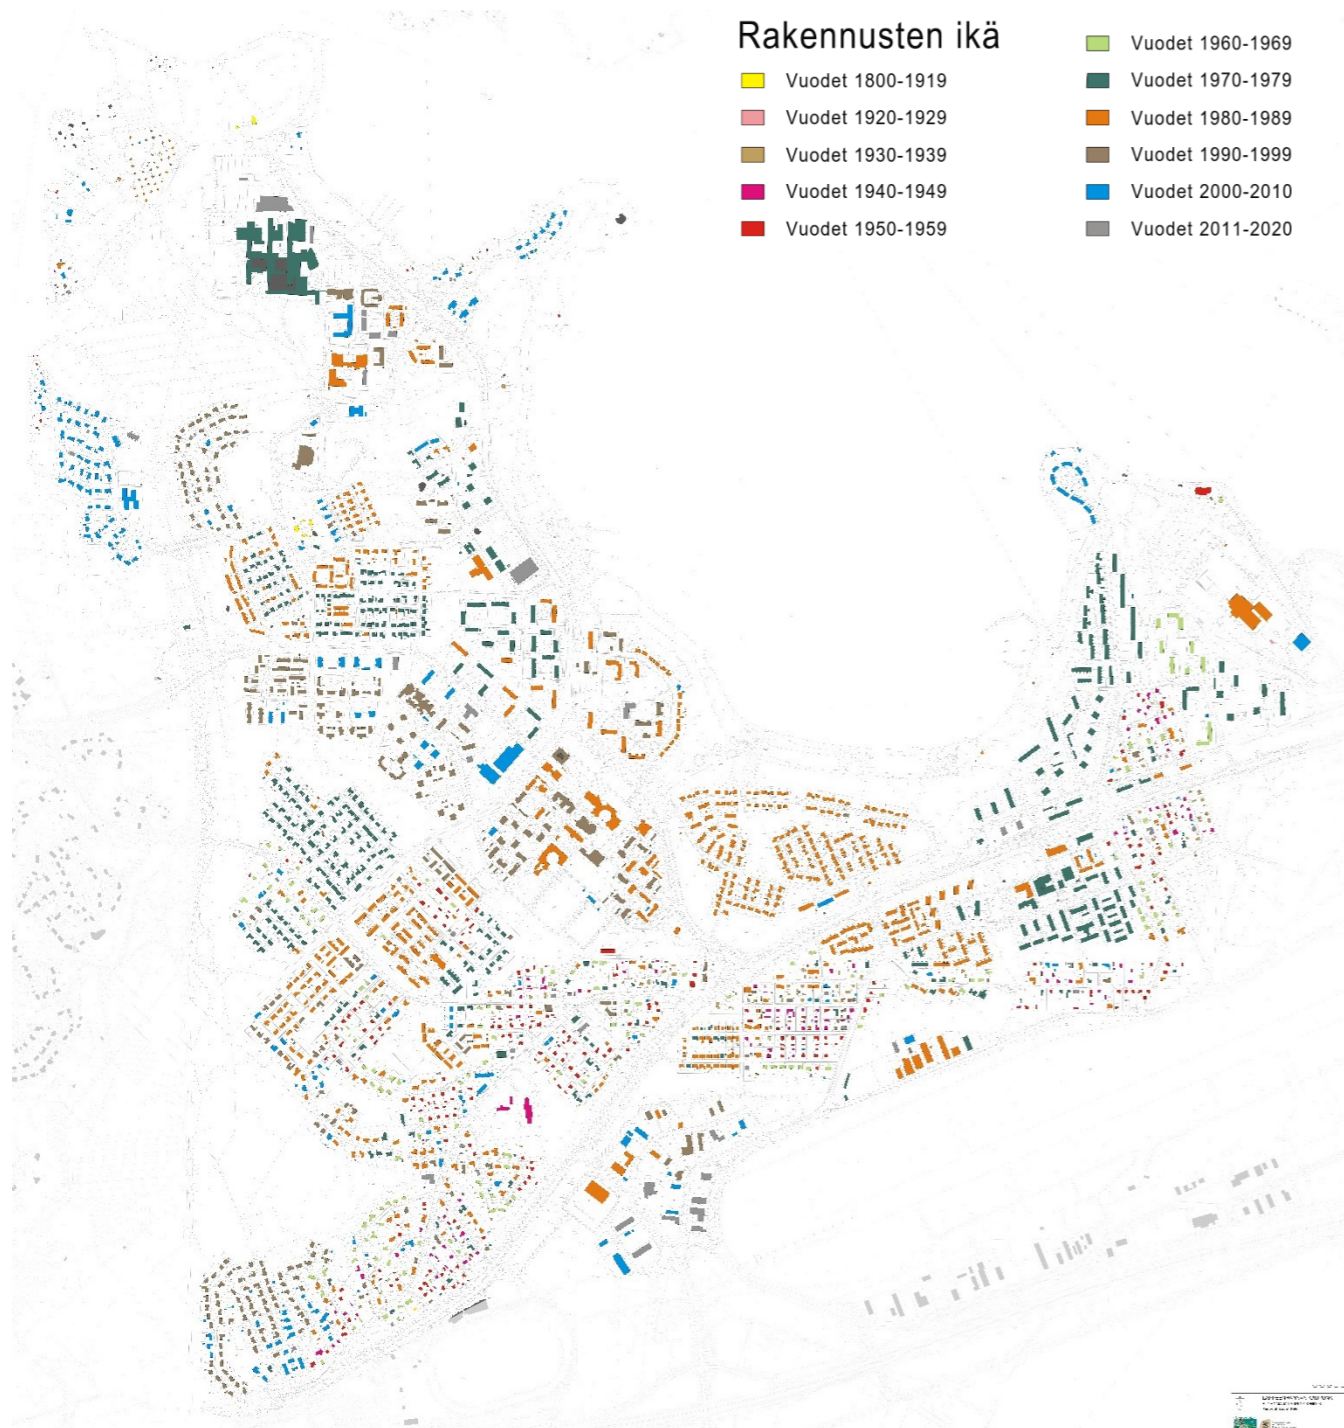 Rakennusten ikä
Vuodet 1800-1919
Vuodet 1920-1929
Vuodet 1930-1939
Vuodet 1940-1949
Vuodet 1950-1959
Vuodet 1960-1969
Vuodet 1970-1979
Vuodet 1980-1989
Vuodet 1990-1999
Vuodet 2000-2010
Vuodet 2011-2020